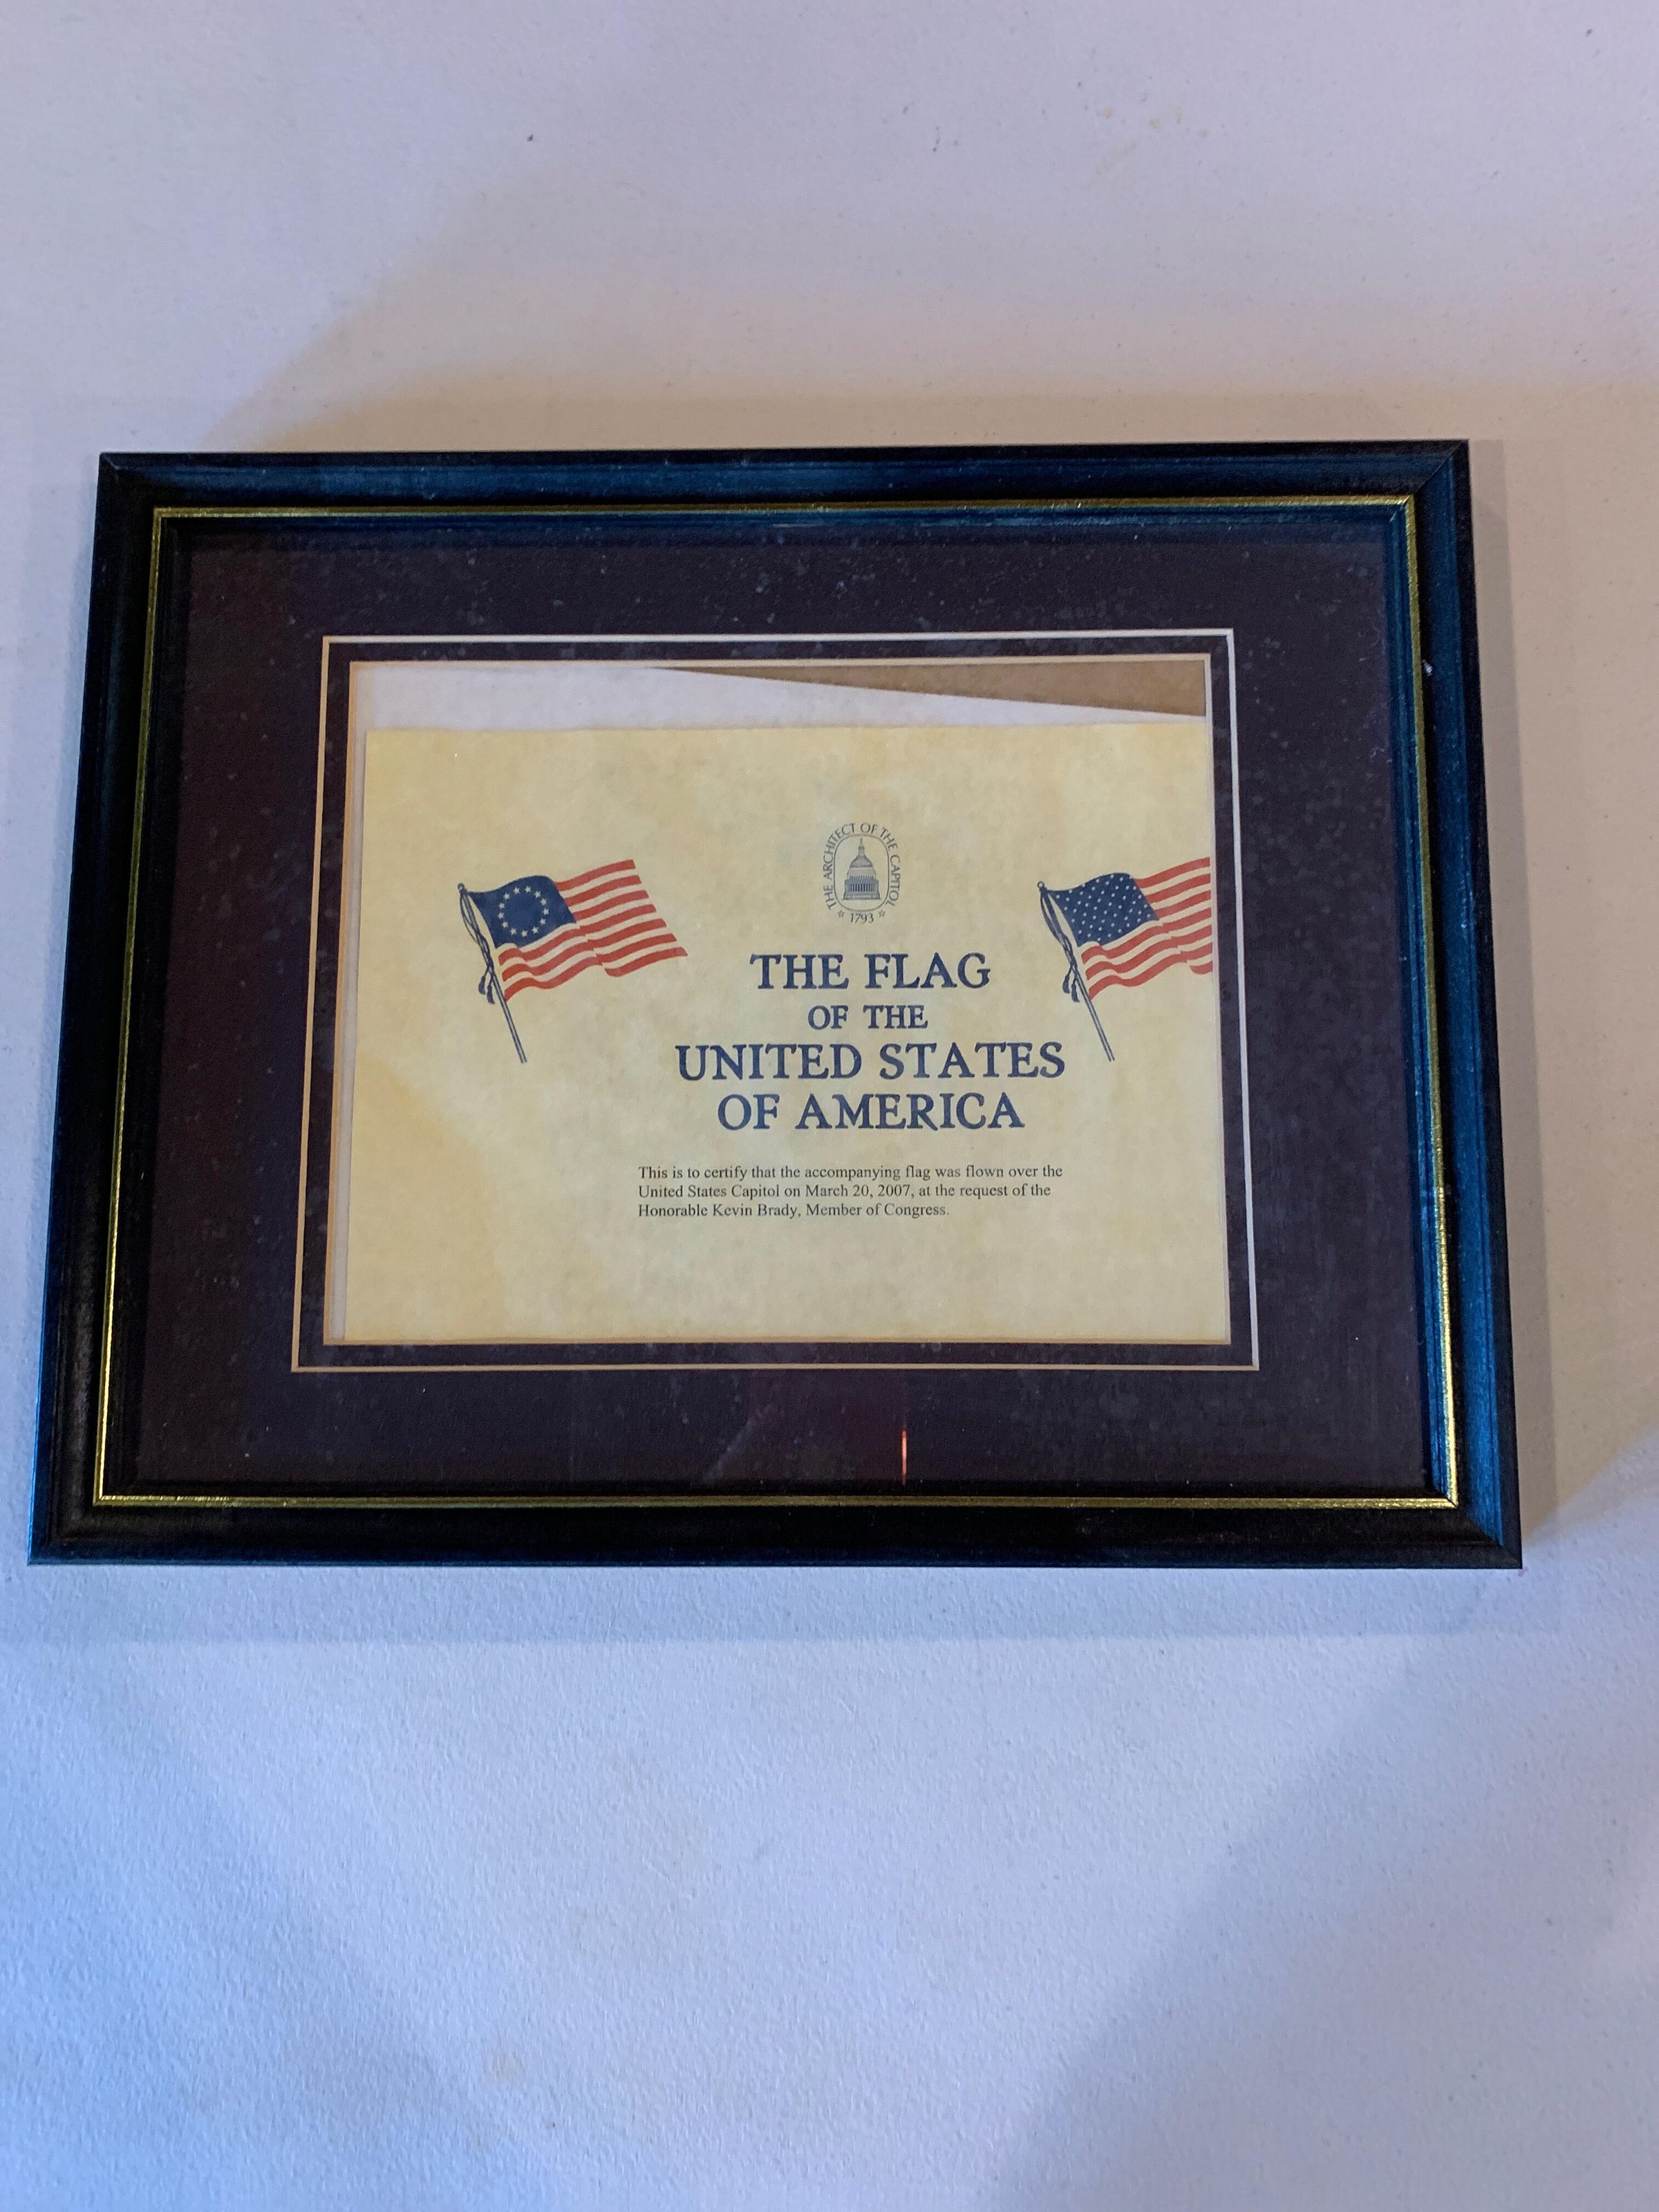 THE ARCHITECT OF THE CAPITOL
☆ 1793 ☆
THE FLAG
OF THE
UNITED STATES
OF AMERICA
This is to certify that the accompanying flag was flown over the
United States Capitol on March 20, 2007, at the request of the
Honorable Kevin Brady, Member of Congress.